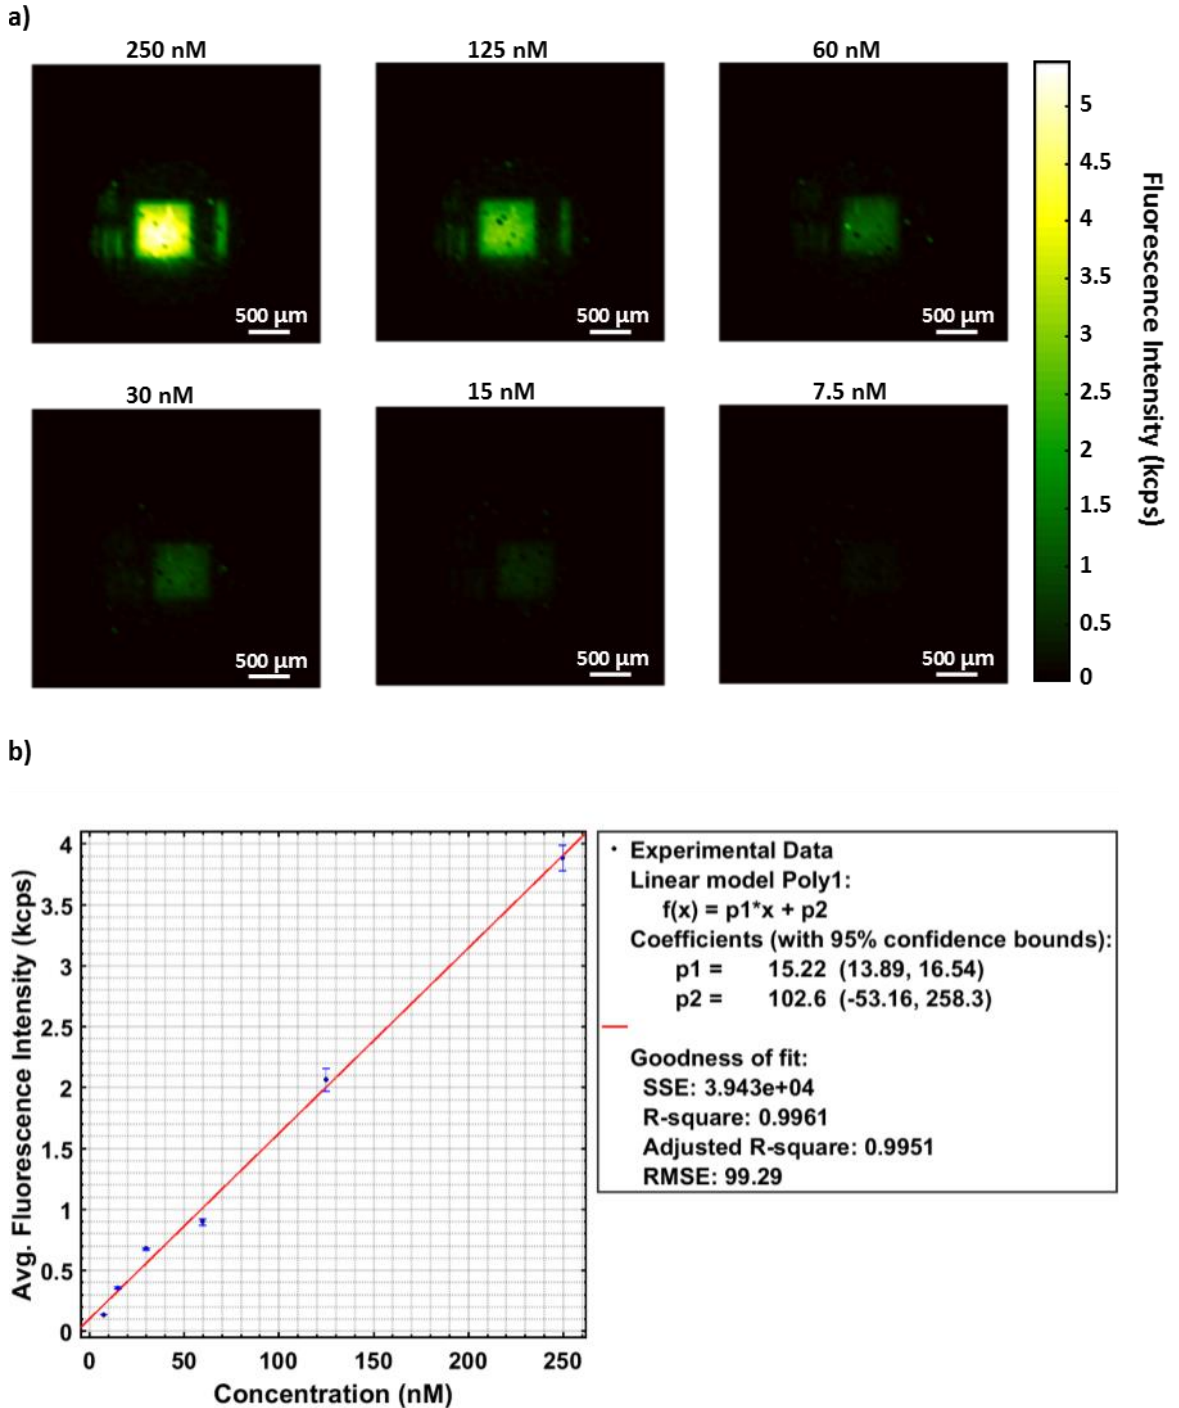 a)
250 nM
125 nM
60 nM
500 µm
500 µm
500 µm
30 nM
15 nM
7.5 nM
500 µm
500 µm
500 µm
5
4.5
4
3.5
3
2.5
2
1.5
1
0.5
0
Fluorescence Intensity (kcps)
b)
Avg. Fluorescence Intensity (kcps)
4
3.5
3
2.5
2
1.5
1
0.5
0
0
50
100
150
200
250
Concentration (nM)
Experimental Data
Linear model Poly1:
f(x) = p1*x + p2
Coefficients (with 95% confidence bounds):
p1 = 15.22 (13.89, 16.54)
p2 = 102.6 (-53.16, 258.3)
Goodness of fit:
SSE: 3.943e+04
R-square: 0.9961
Adjusted R-square: 0.9951
RMSE: 99.29